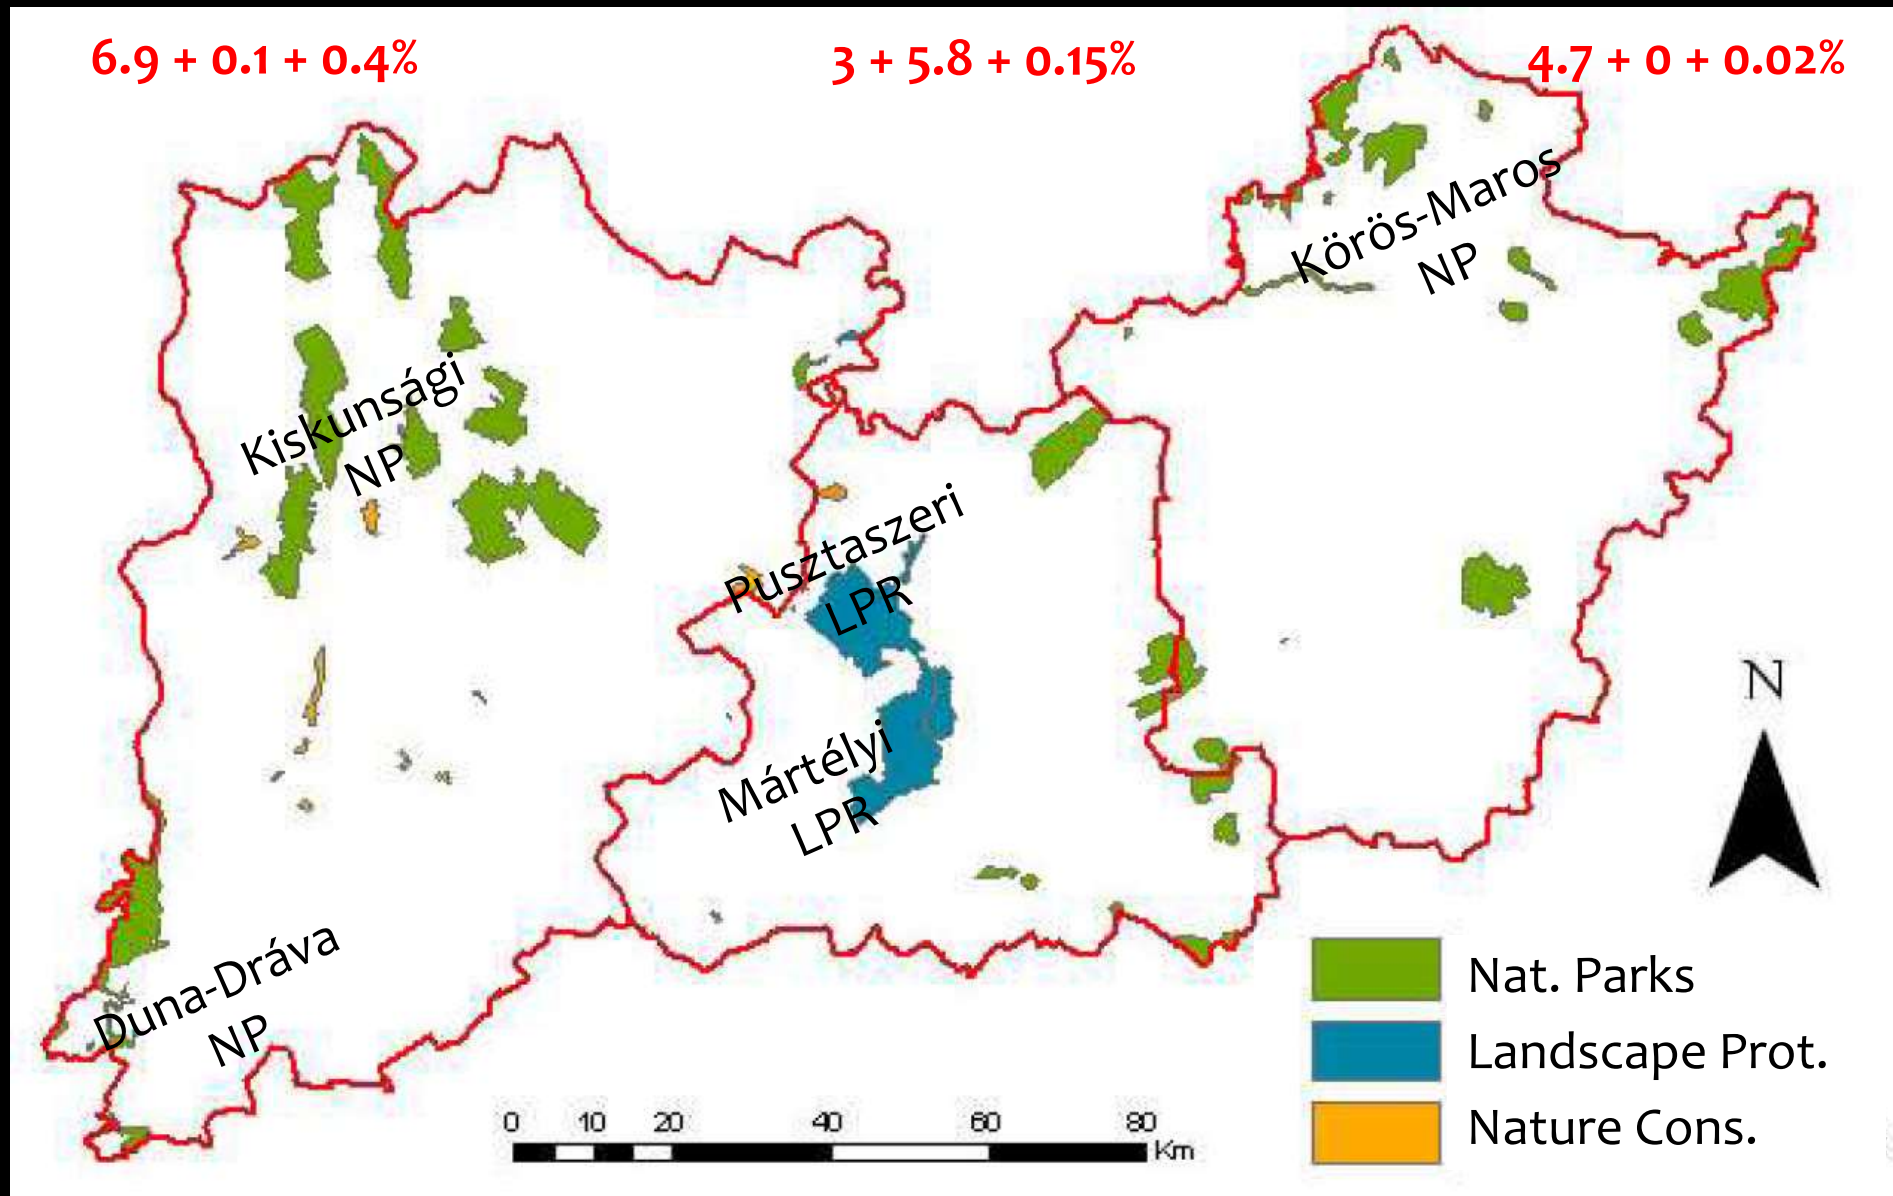 6.9 + 0.1 + 0.4%
3 + 5.8 + 0.15%
4.7 + 0 + 0.02%
Körös-Maros
NP
Kiskunsági
NP
Pusztaszeri
LPR
Mártélyi
LPR
Duna-Dráva
NP
N
Nat. Parks
Landscape Prot.
Nature Cons.
0 10 20 40 60 80
Km